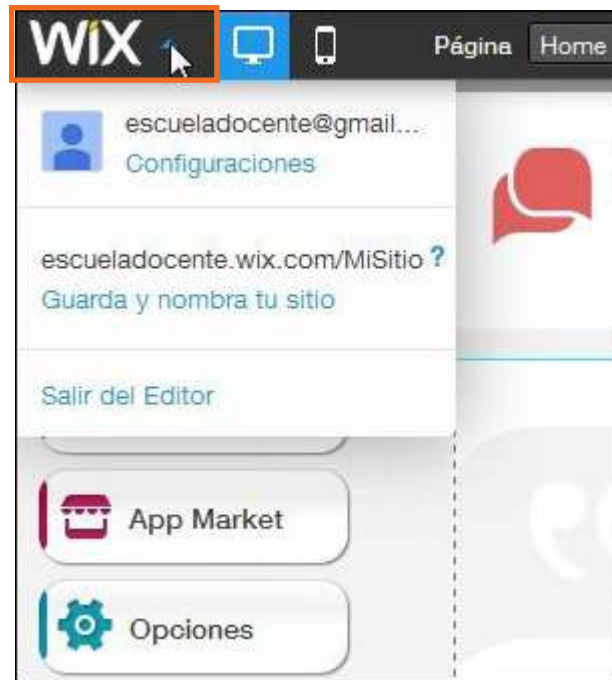 WiX
Página Home
escueladocente@gmail...
Configuraciones
escueladocente.wix.com/MiSitio ?
Guarda y nombra tu sitio
Salir del Editor
App Market
Opciones